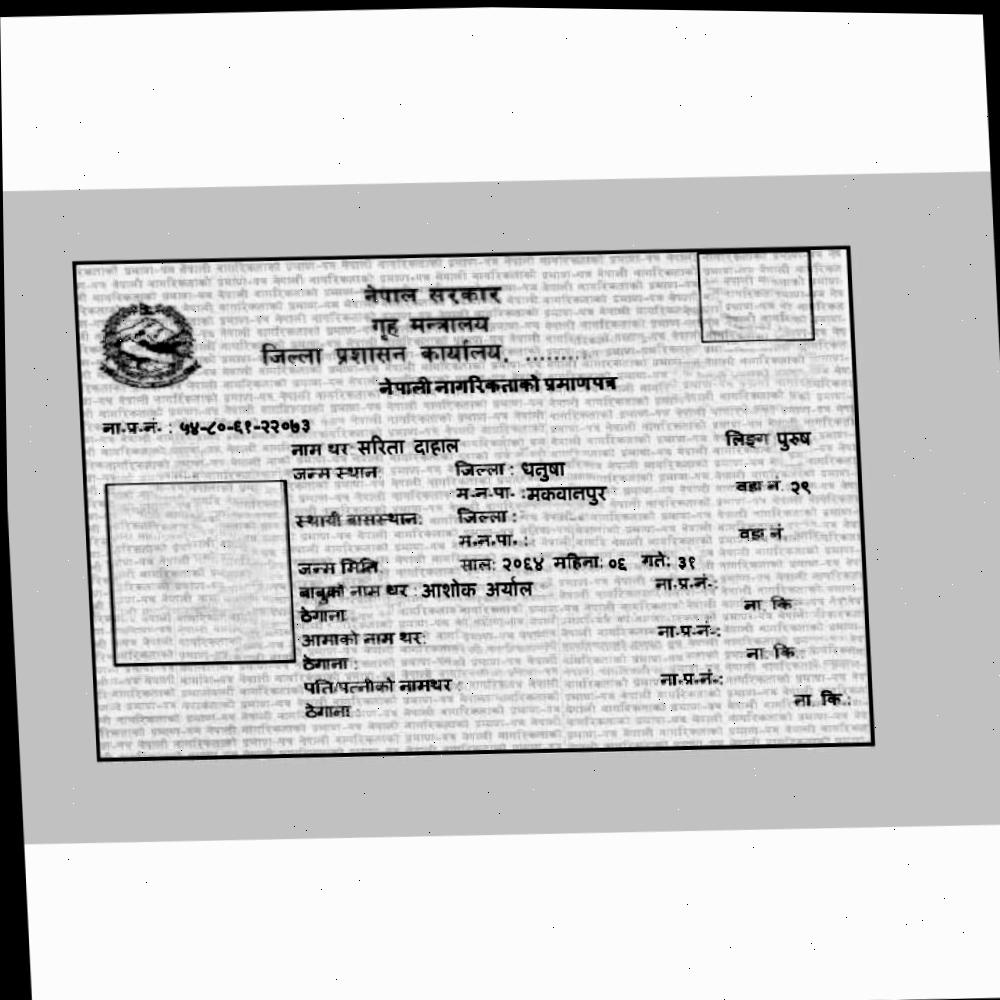 नेपाल सरकार
गृह मन्त्रालय
जिल्ला प्रशासन कार्यालय, ..........
नेपाली नागरिकताको प्रमाणपत्र
ना.प्र.नं. : ५४-८०-६१-२२०७३
नाम थर सरिता दाहाल लिङ्ग पुरुष
जन्म स्थान: जिल्ला : धनुषा
म.न.पा. :मकवानपुर वडा नं. २९
स्थायी बासस्थान: जिल्ला :
म.न.पा. : वडा नं.
जन्म मिति: साल: २०६४ महिना: ०६ गते: ३१
बाबुको नाम थर : आशोक अर्याल ना.प्र.नं.:
ठेगाना: ना. कि.
आमाको नाम थर: ना.प्र.नं.:
ठेगाना : ना. कि.:
पति/पत्नीको नामथर : ना.प्र.नं.:
ठेगाना : ना. कि.: